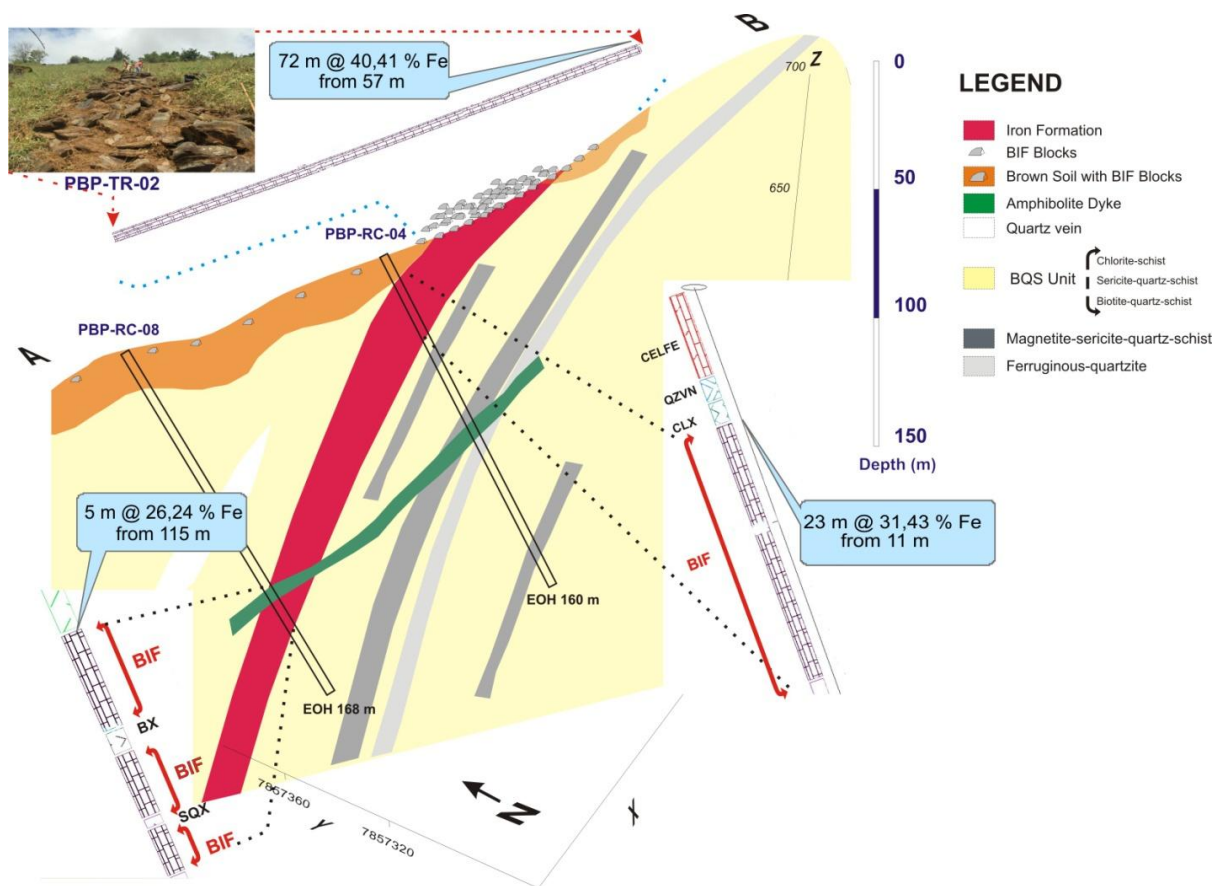 72 m @ 40,41 % Fe
from 57 m
PBP-TR-02
B
Z
700
650
0
50
100
150
Depth (m)
LEGEND
Iron Formation
BIF Blocks
Brown Soil with BIF Blocks
Amphibolite Dyke
Quartz vein
BQS Unit
Chlorite-schist
Sericite-quartz-schist
Biotite-quartz-schist
Magnetite-sericite-quartz-schist
Ferruginous-quartzite
PBP-RC-04
PBP-RC-08
A
CELFE
QZVN
CLX
BIF
23 m @ 31,43 % Fe
from 11 m
5 m @ 26,24 % Fe
from 115 m
EOH 160 m
EOH 168 m
BIF
BX
BIF
SQX
BIF
7857360
Y
7857320
N
X